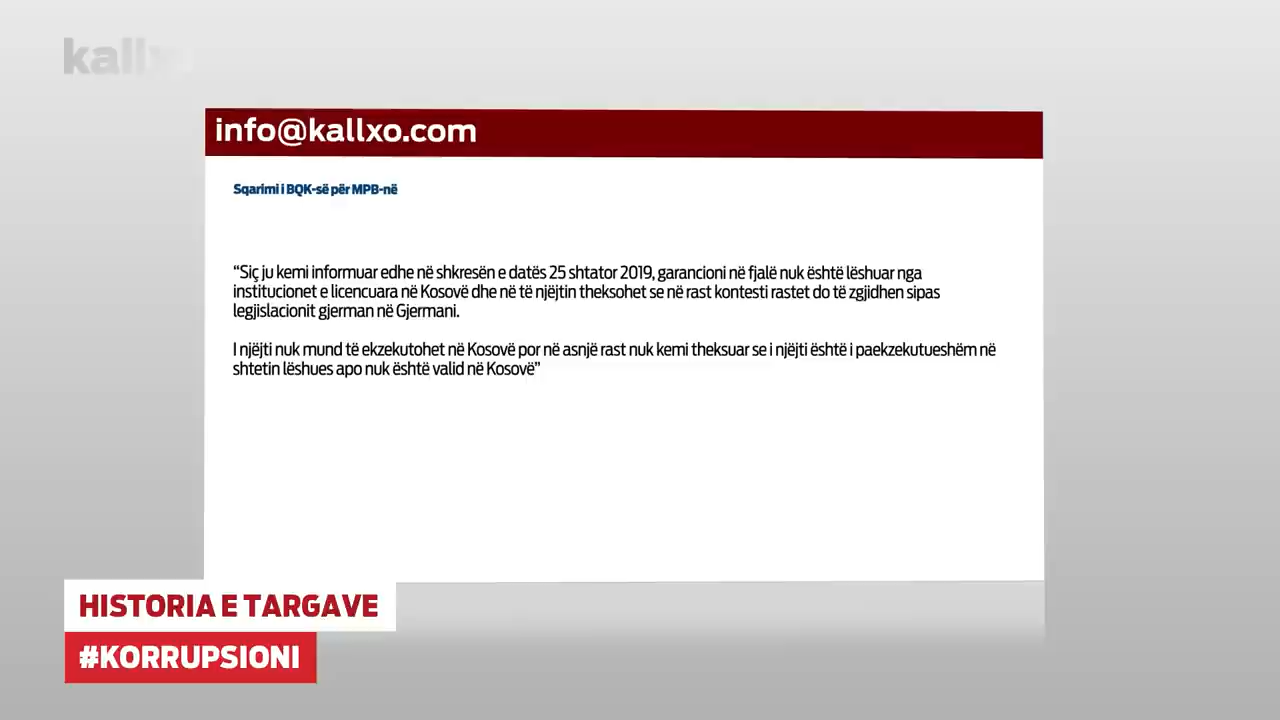 kallx
info@kallxo.com
Sqarimi i BQK-së për MPB-në
“Siç ju kemi informuar edhe në shkresën e datës 25 shtator 2019, garancioni në fjalë nuk është lëshuar nga
institucionet e licencuara në Kosovë dhe në të njëjtin theksohet se në rast kontesti rastet do të zgjidhen sipas
legjislacionit gjerman në Gjermani.
I njëjti nuk mund të ekzekutohet në Kosovë por në asnjë rast nuk kemi theksuar se i njëjti është i paekzekutueshëm në
shtetin lëshues apo nuk është valid në Kosovë”
HISTORIA E TARGAVE
#KORRUPSIONI